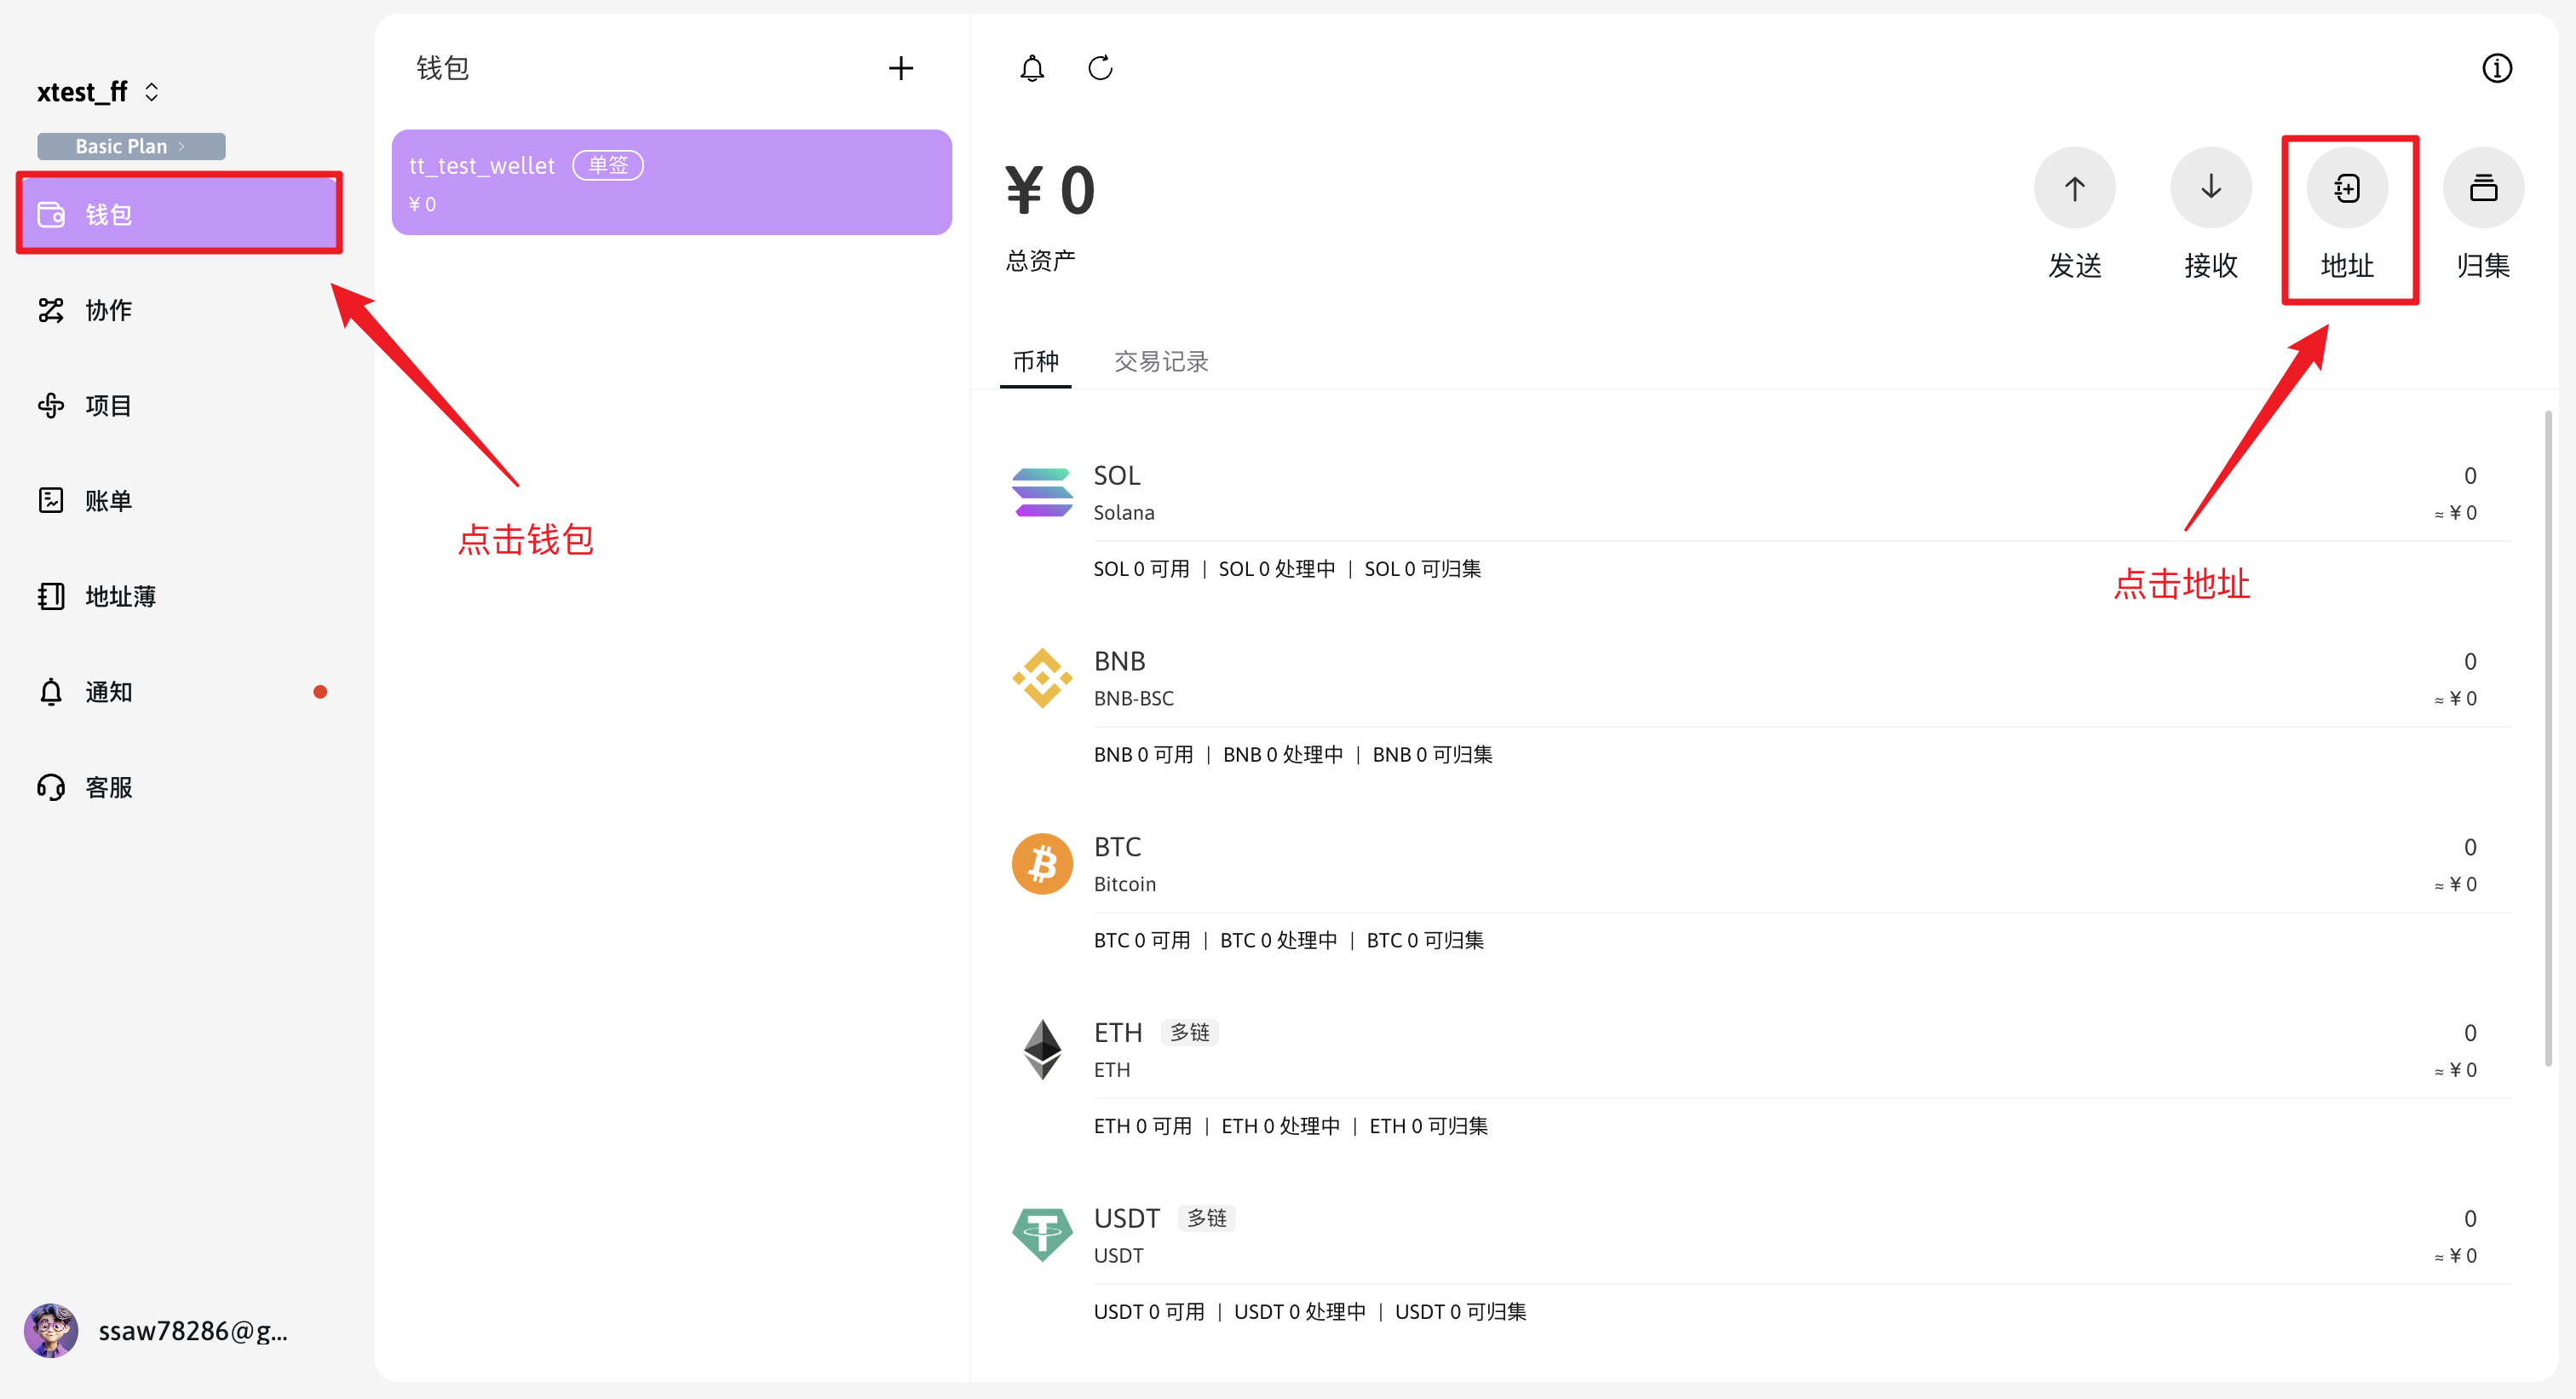 xtest_ff
Basic Plan
钱包
协作
项目
账单
地址薄
通知
客服
ssaw78286@g...
点击钱包
钱包
tt_test_wellet 单签
¥ 0
¥ 0
总资产
发送 接收 地址 归集
点击地址
币种 交易记录
SOL 0
Solana ≈ ¥ 0
SOL 0 可用 | SOL 0 处理中 | SOL 0 可归集
BNB 0
BNB-BSC ≈ ¥ 0
BNB 0 可用 | BNB 0 处理中 | BNB 0 可归集
BTC 0
Bitcoin ≈ ¥ 0
BTC 0 可用 | BTC 0 处理中 | BTC 0 可归集
ETH 多链 0
ETH ≈ ¥ 0
ETH 0 可用 | ETH 0 处理中 | ETH 0 可归集
USDT 多链 0
USDT ≈ ¥ 0
USDT 0 可用 | USDT 0 处理中 | USDT 0 可归集